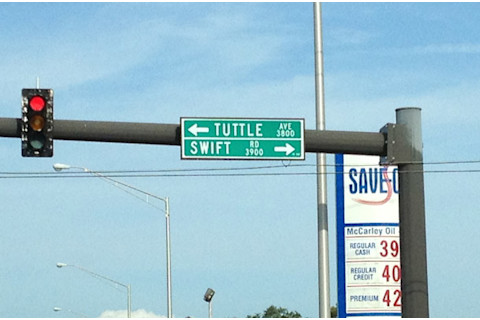 TUTTLE AVE 3800
SWIFT RD 3900
SAVE-
McCarley Oil
REGULAR CASH 39
REGULAR CREDIT 40
PREMIUM 42